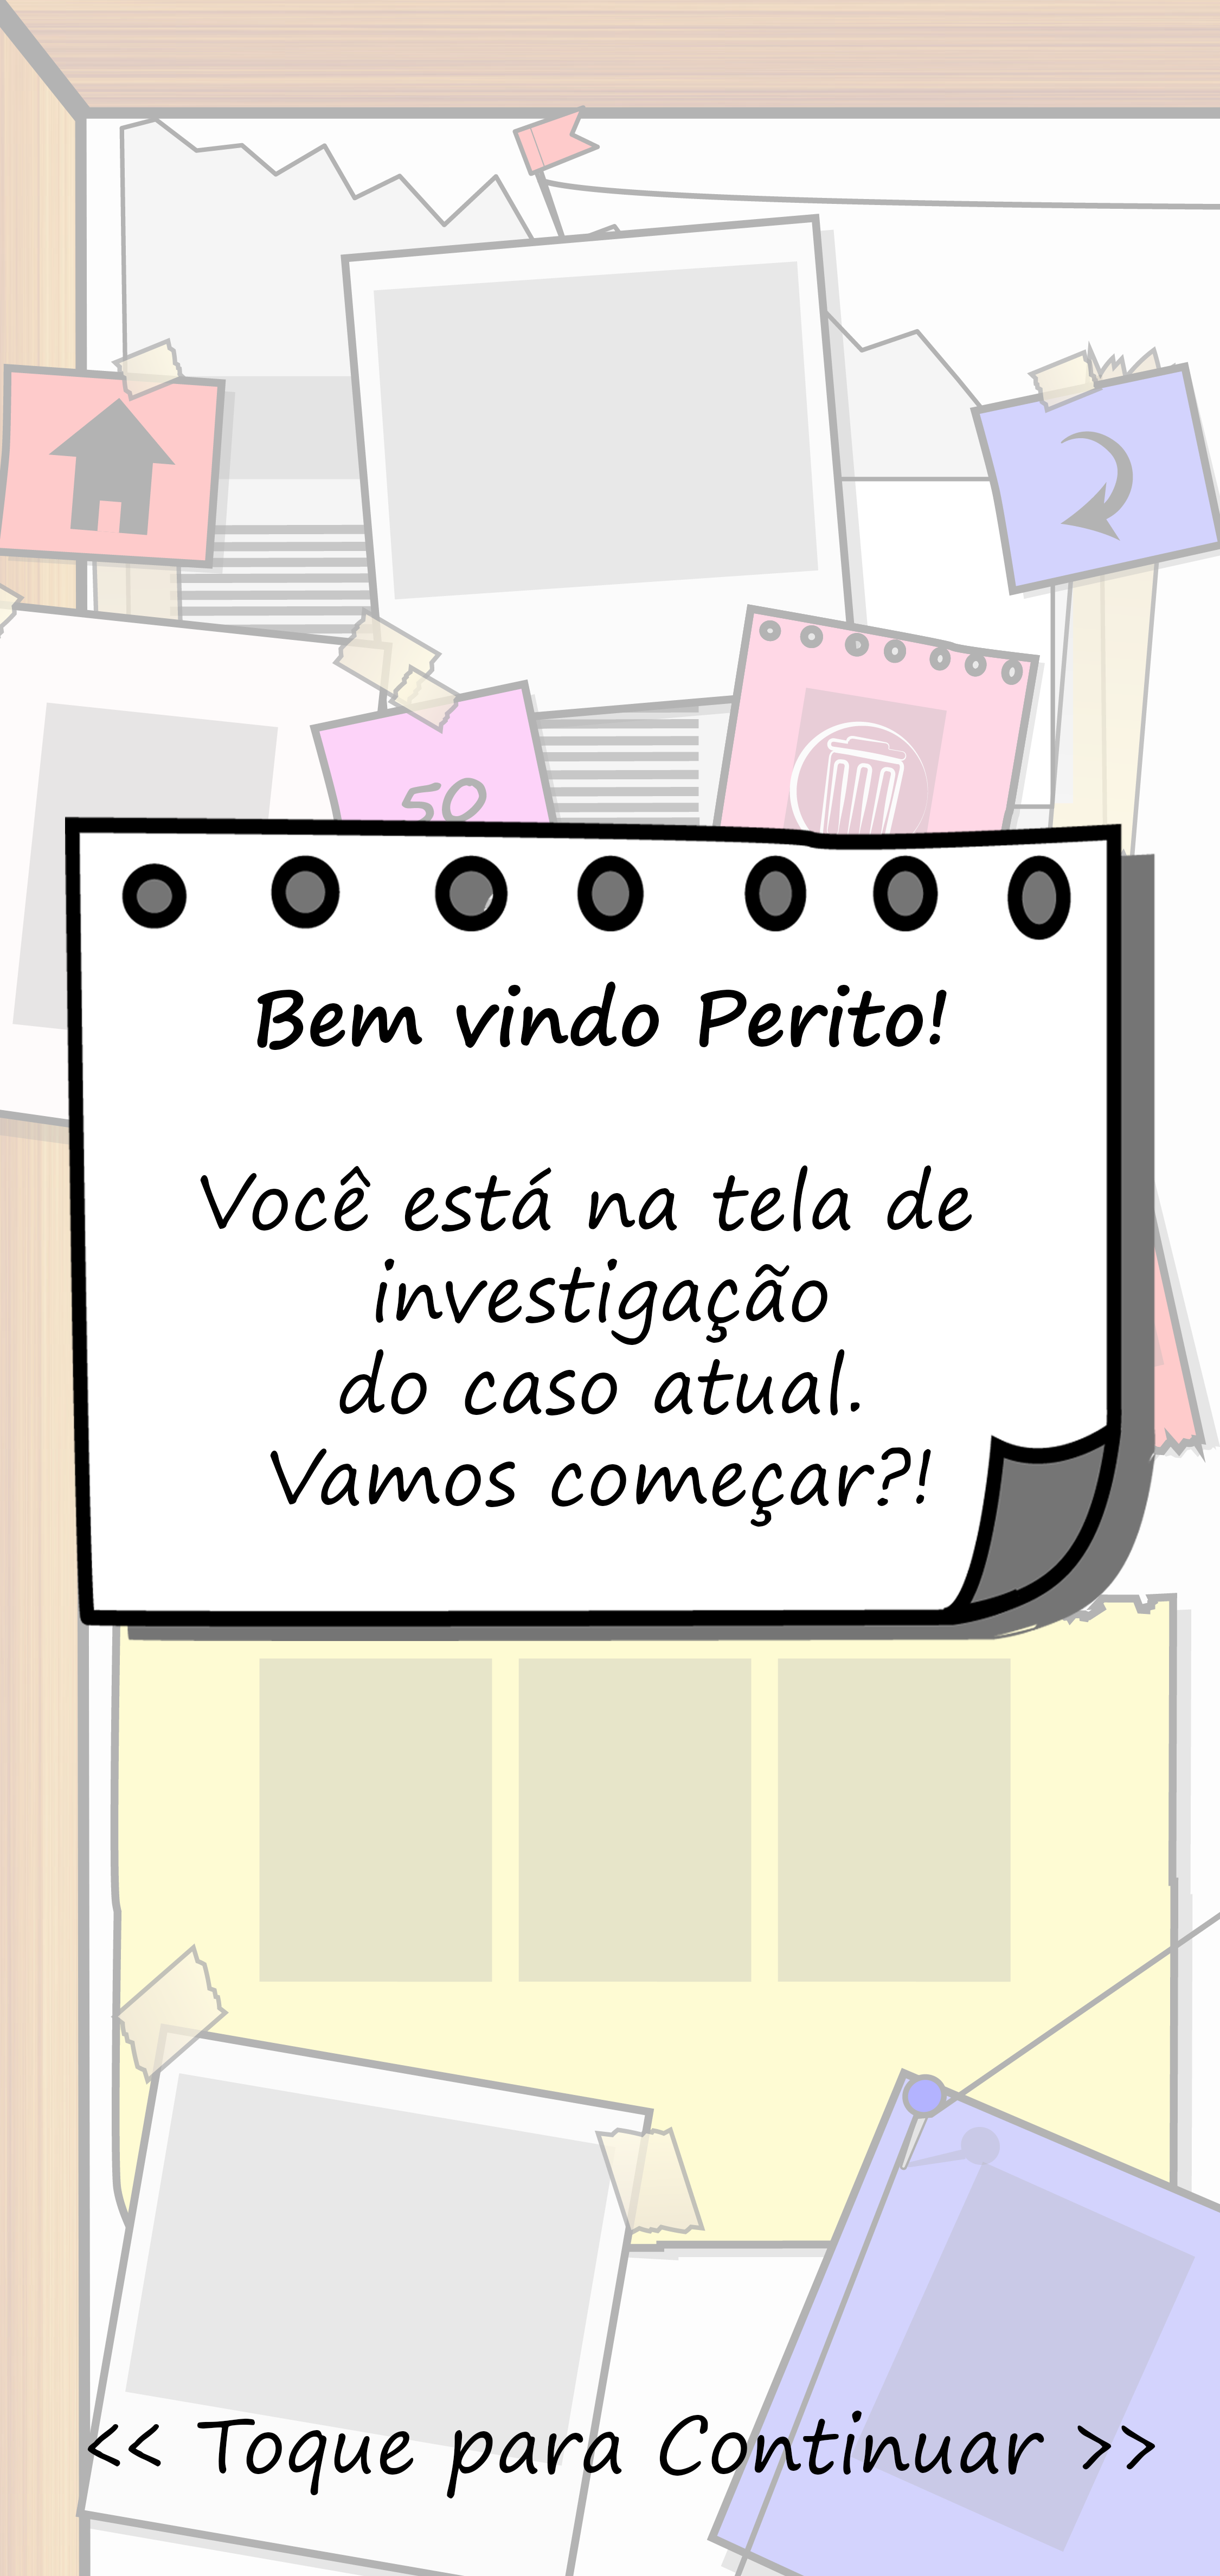 50
Bem vindo Perito!
Você está na tela de
investigação
do caso atual.
Vamos começar?!
<< Toque para Continuar >>